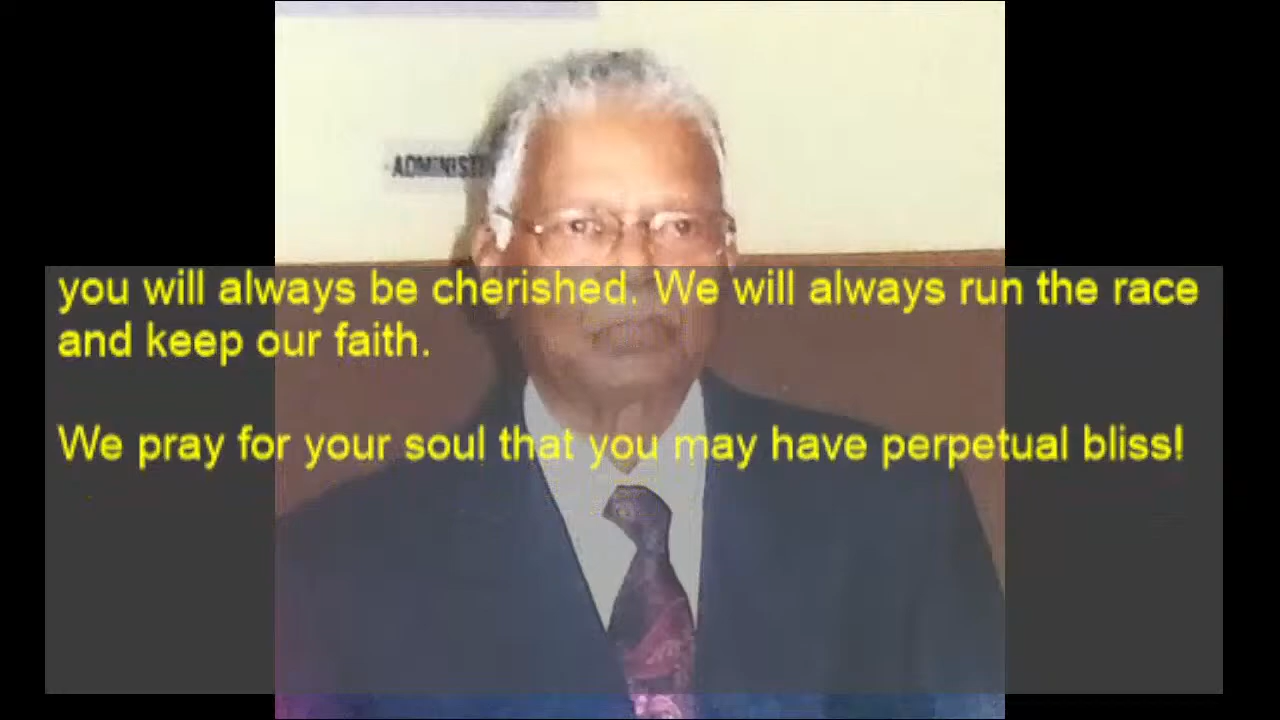 ADMINIST
you will always be cherished. We will always run the race
and keep our faith.
We pray for your soul that you may have perpetual bliss!